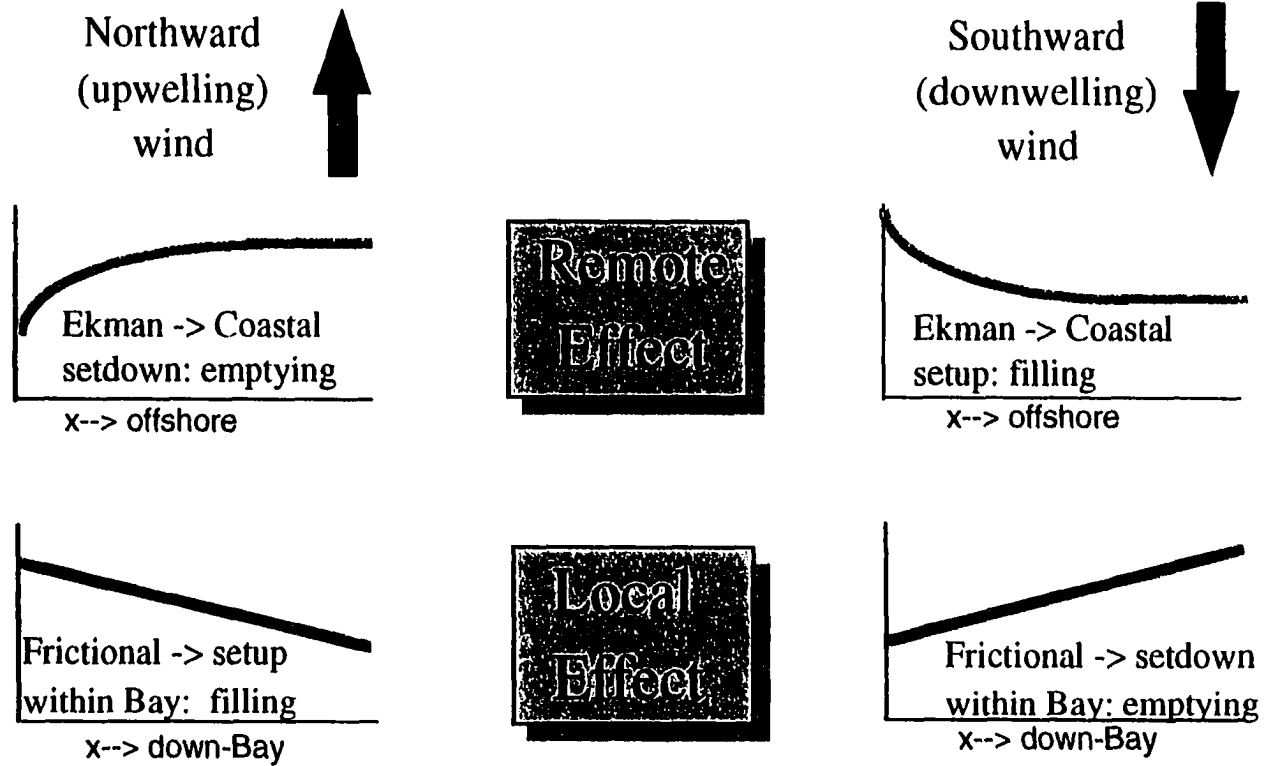 Northward
(upwelling)
wind
Southward
(downwelling)
wind
Ekman -> Coastal
setdown: emptying
x--> offshore
Remote
Effect
Ekman -> Coastal
setup: filling
x--> offshore
Frictional -> setup
within Bay: filling
x--> down-Bay
Local
Effect
Frictional -> setdown
within Bay: emptying
x--> down-Bay